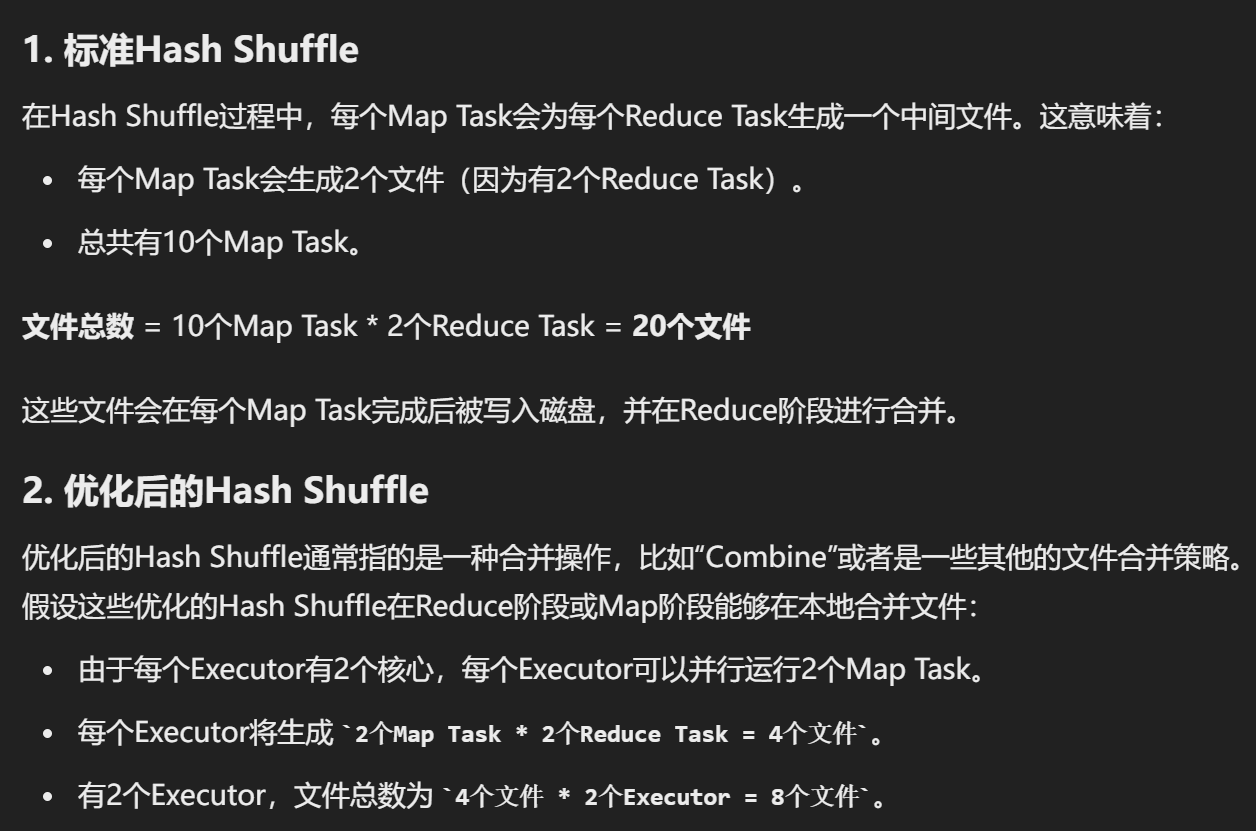 1. 标准Hash Shuffle
在Hash Shuffle过程中，每个Map Task会为每个Reduce Task生成一个中间文件。这意味着：
• 每个Map Task会生成2个文件（因为有2个Reduce Task）。
• 总共有10个Map Task。
文件总数 = 10个Map Task * 2个Reduce Task = 20个文件
这些文件会在每个Map Task完成后被写入磁盘，并在Reduce阶段进行合并。
2. 优化后的Hash Shuffle
优化后的Hash Shuffle通常指的是一种合并操作，比如“Combine”或者是一些其他的文件合并策略。
假设这些优化的Hash Shuffle在Reduce阶段或Map阶段能够在本地合并文件：
• 由于每个Executor有2个核心，每个Executor可以并行运行2个Map Task。
• 每个Executor将生成 `2个Map Task * 2个Reduce Task = 4个文件`。
• 有2个Executor，文件总数为 `4个文件 * 2个Executor = 8个文件`。